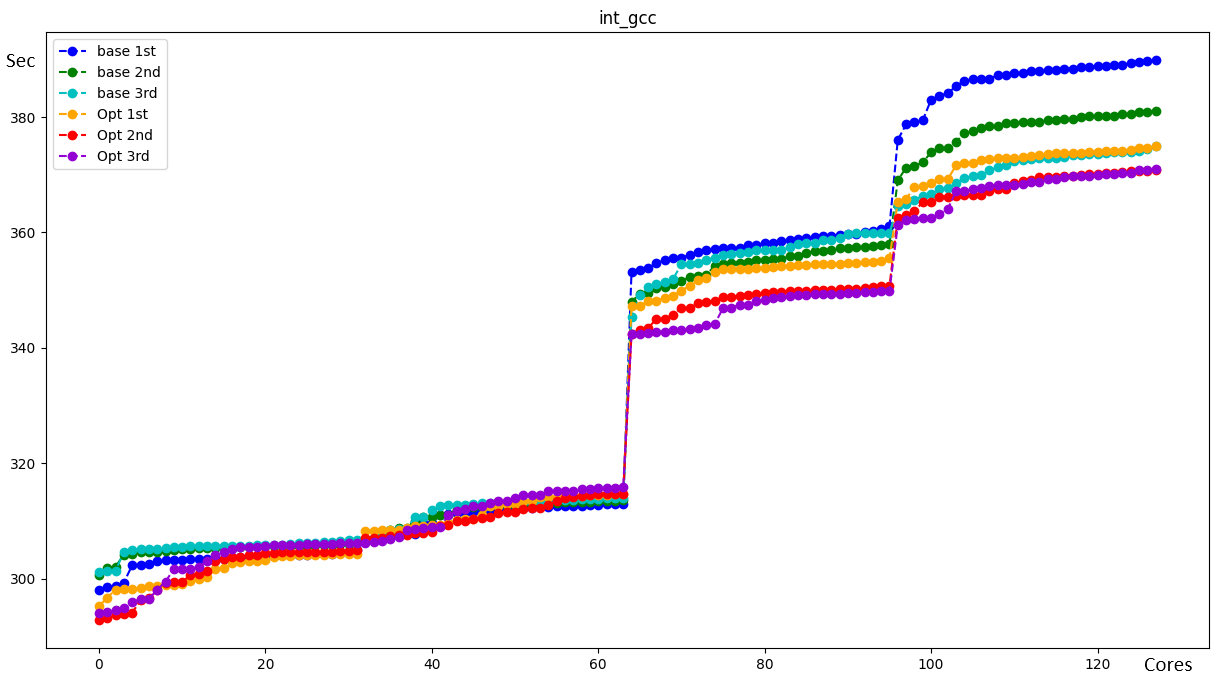 int_gcc
Sec
base 1st
base 2nd
base 3rd
Opt 1st
Opt 2nd
Opt 3rd
380
360
340
320
300
0 20 40 60 80 100 120
Cores